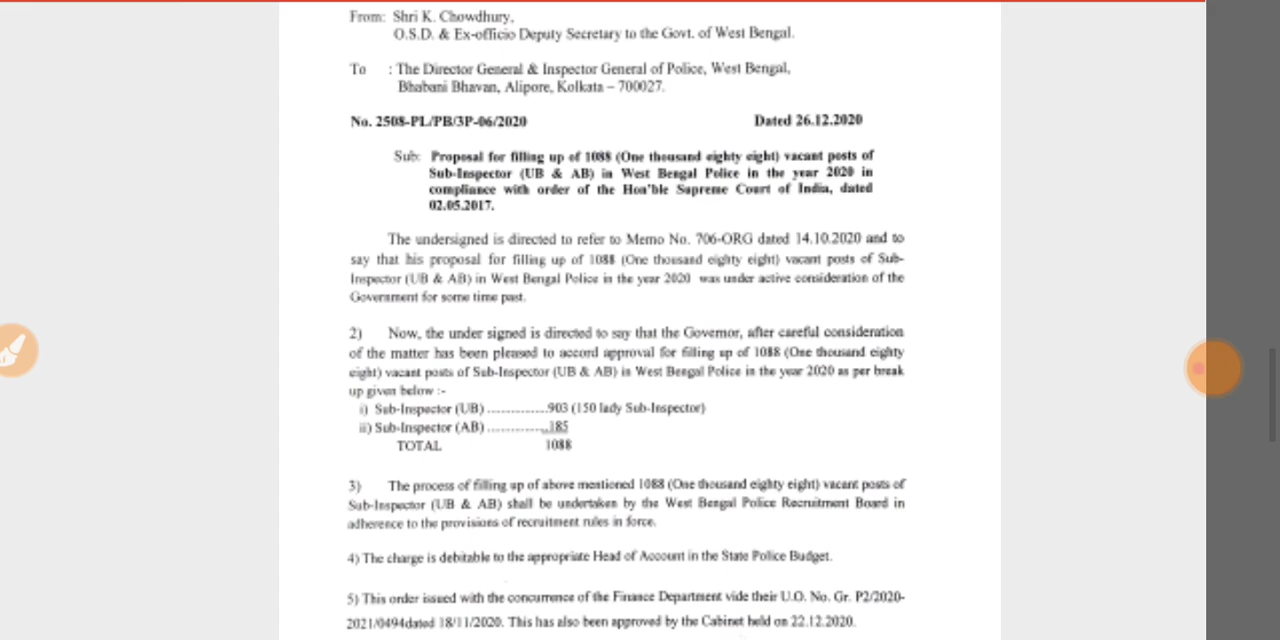 From: Shri K. Chowdhury,
O.S.D. & Ex-officio Deputy Secretary to the Govt. of West Bengal.
To : The Director General & Inspector General of Police, West Bengal,
Bhabani Bhavan, Alipore, Kolkata – 700027.
No. 2508-PL/PB/3P-06/2020 Dated 26.12.2020
Sub: Proposal for filling up of 1088 (One thousand eighty eight) vacant posts of
Sub-Inspector (UB & AB) in West Bengal Police in the year 2020 in
compliance with order of the Hon'ble Supreme Court of India, dated
02.05.2017.
The undersigned is directed to refer to Memo No. 706-ORG dated 14.10.2020 and to
say that his proposal for filling up of 1088 (One thousand eighty eight) vacant posts of Sub-
Inspector (UB & AB) in West Bengal Police in the year 2020 was under active consideration of the
Government for some time past.
2) Now, the under signed is directed to say that the Governor, after careful consideration
of the matter has been pleased to accord approval for filling up of 1088 (One thousand eighty
eight) vacant posts of Sub-Inspector (UB & AB) in West Bengal Police in the year 2020 as per break
up given below :-
i) Sub-Inspector (UB) ...............903 (150 lady Sub-Inspector)
ii) Sub-Inspector (AB) ...............185
TOTAL 1088
3) The process of filling up of above mentioned 1088 (One thousand eighty eight) vacant posts of
Sub-Inspector (UB & AB) shall be undertaken by the West Bengal Police Recruitment Board in
adherence to the provisions of recruitment rules in force.
4) The charge is debitable to the appropriate Head of Account in the State Police Budget.
5) This order issued with the concurrence of the Finance Department vide their U.O. No. Gr. P2/2020-
2021/0494dated 18/11/2020. This has also been approved by the Cabinet held on 22.12.2020.